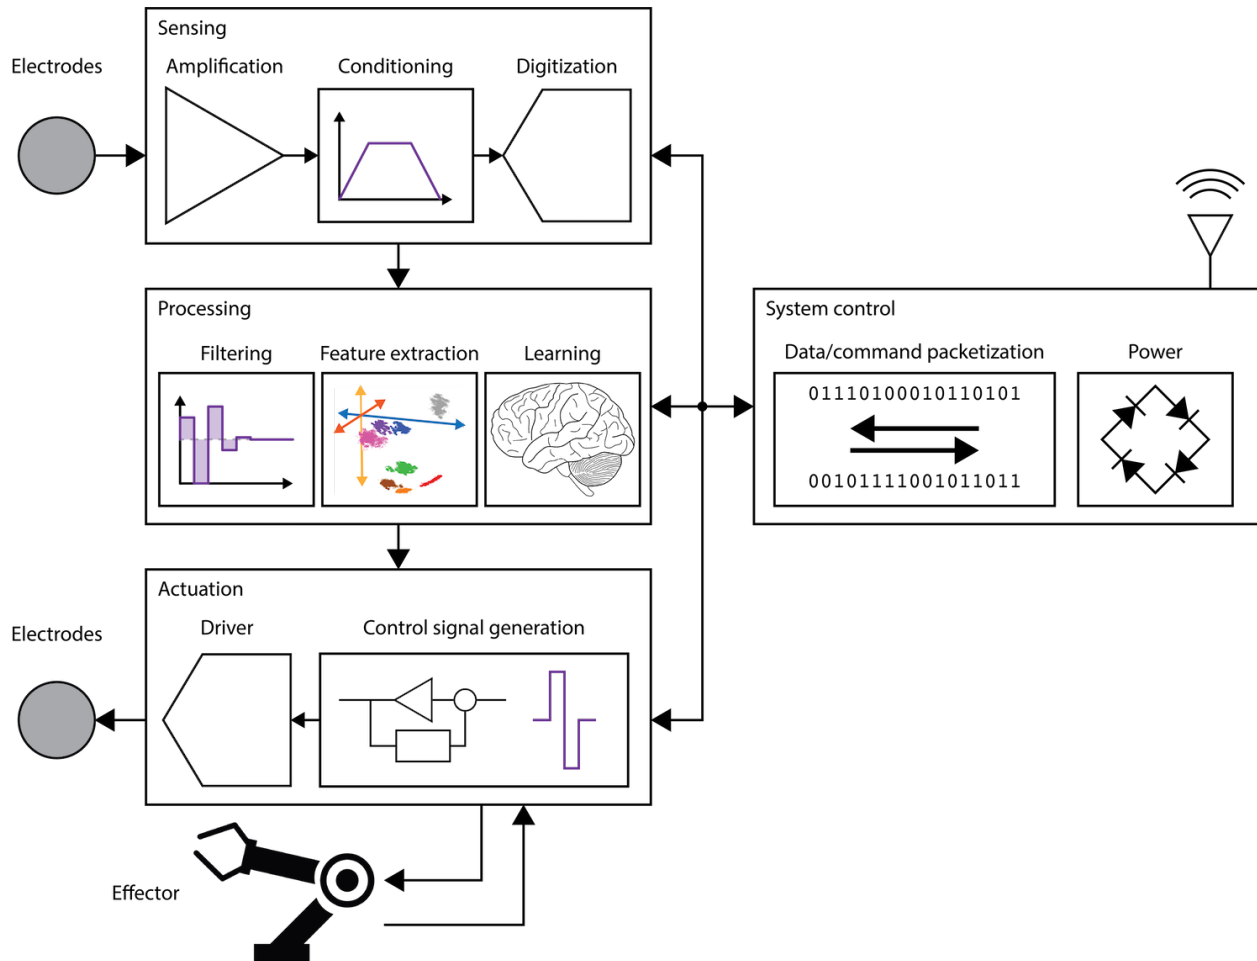 Sensing
Electrodes
Amplification
Conditioning
Digitization
Processing
Filtering
Feature extraction
Learning
System control
Data/command packetization
Power
01110100010110101
00101111001011011
Actuation
Electrodes
Driver
Control signal generation
Effector